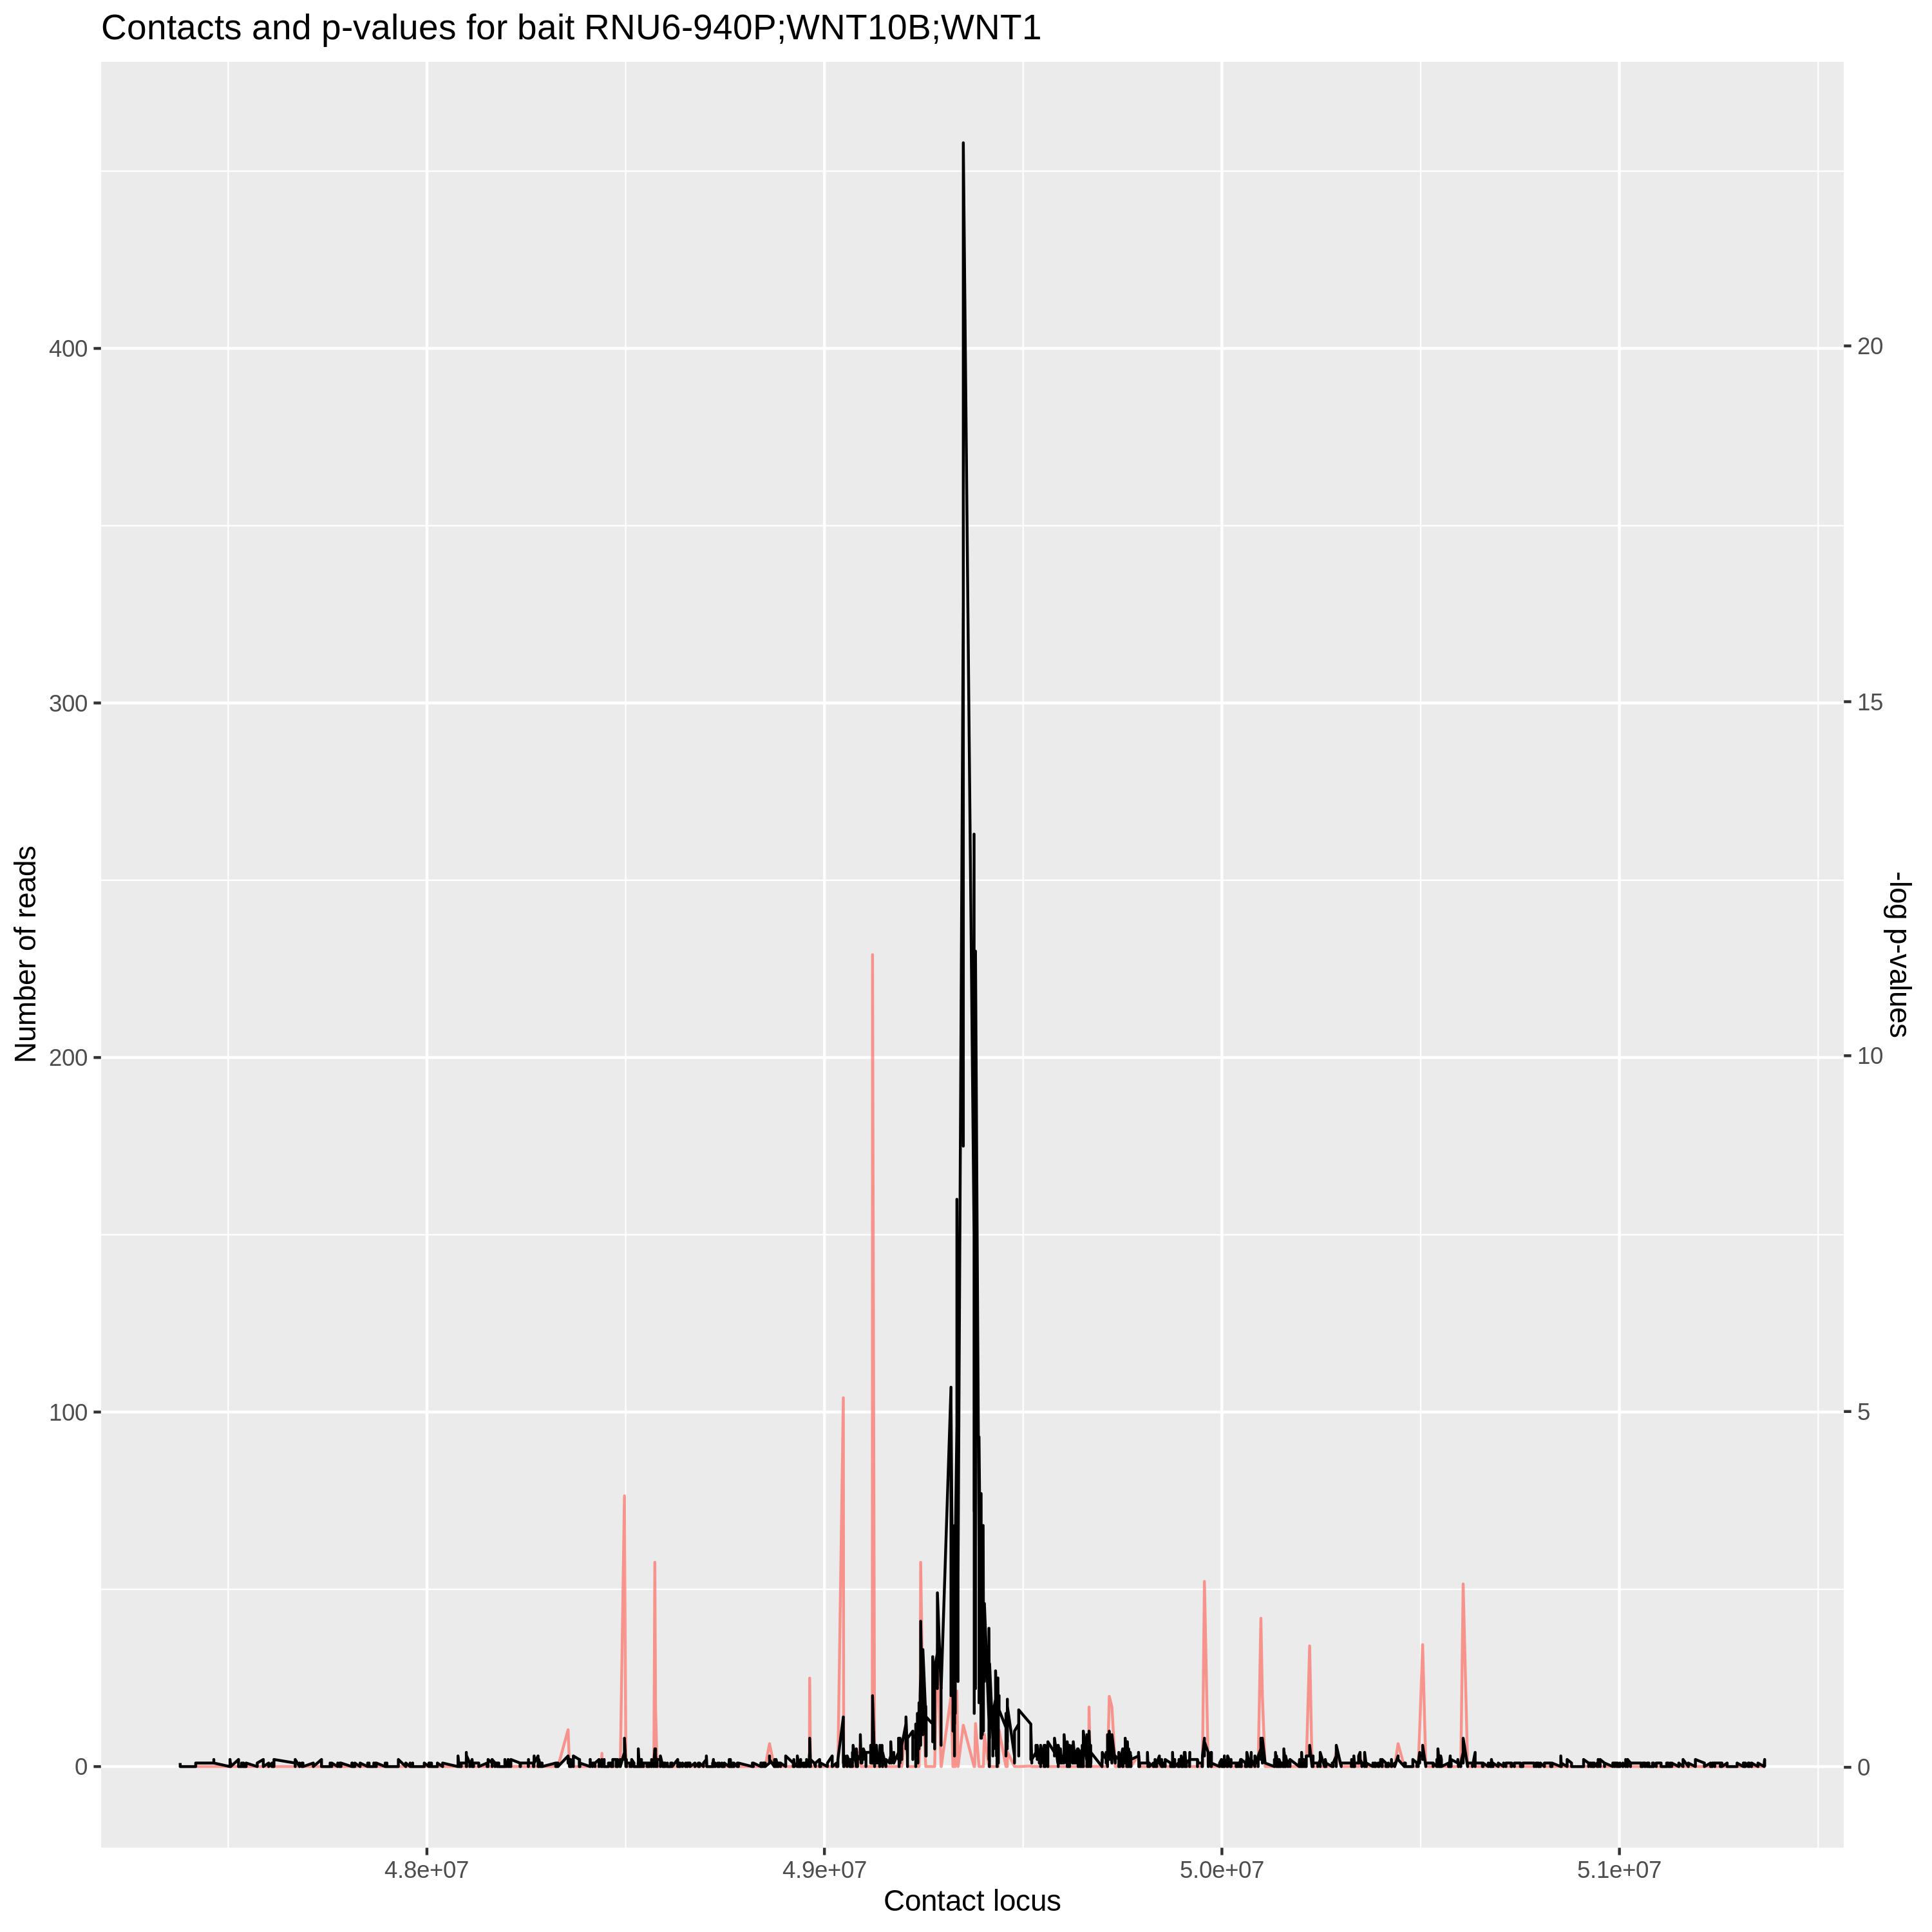 Contacts and p-values for bait RNU6-940P;WNT10B;WNT1
Number of reads
400
300
200
100
0
20
15
10
5
0
-log p-values
4.8e+07
4.9e+07
5.0e+07
5.1e+07
Contact locus